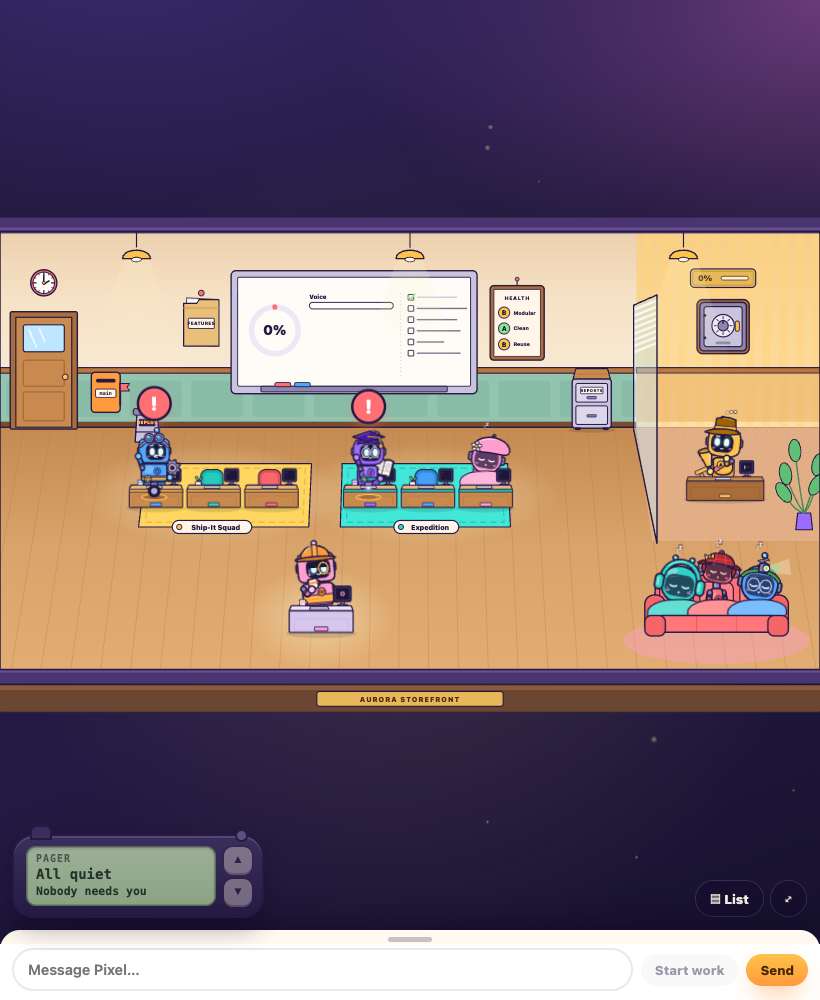 0%
FEATURES
Voice
0%
HEALTH
B Modular
A Clean
B Reuse
main
REPORTS
Ship-It Squad
Expedition
AURORA STOREFRONT
PAGER
All quiet
Nobody needs you
List
Message Pixel...
Start work
Send